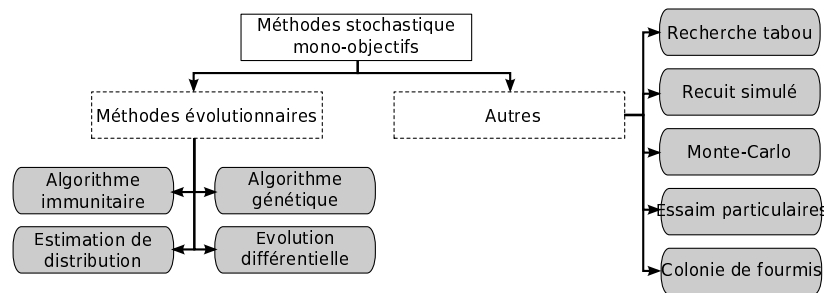 Méthodes stochastique
mono-objectifs
Méthodes évolutionnaires
Autres
Algorithme
immunitaire
Algorithme
génétique
Estimation de
distribution
Evolution
différentielle
Recherche tabou
Recuit simulé
Monte-Carlo
Essaim particulaires
Colonie de fourmis